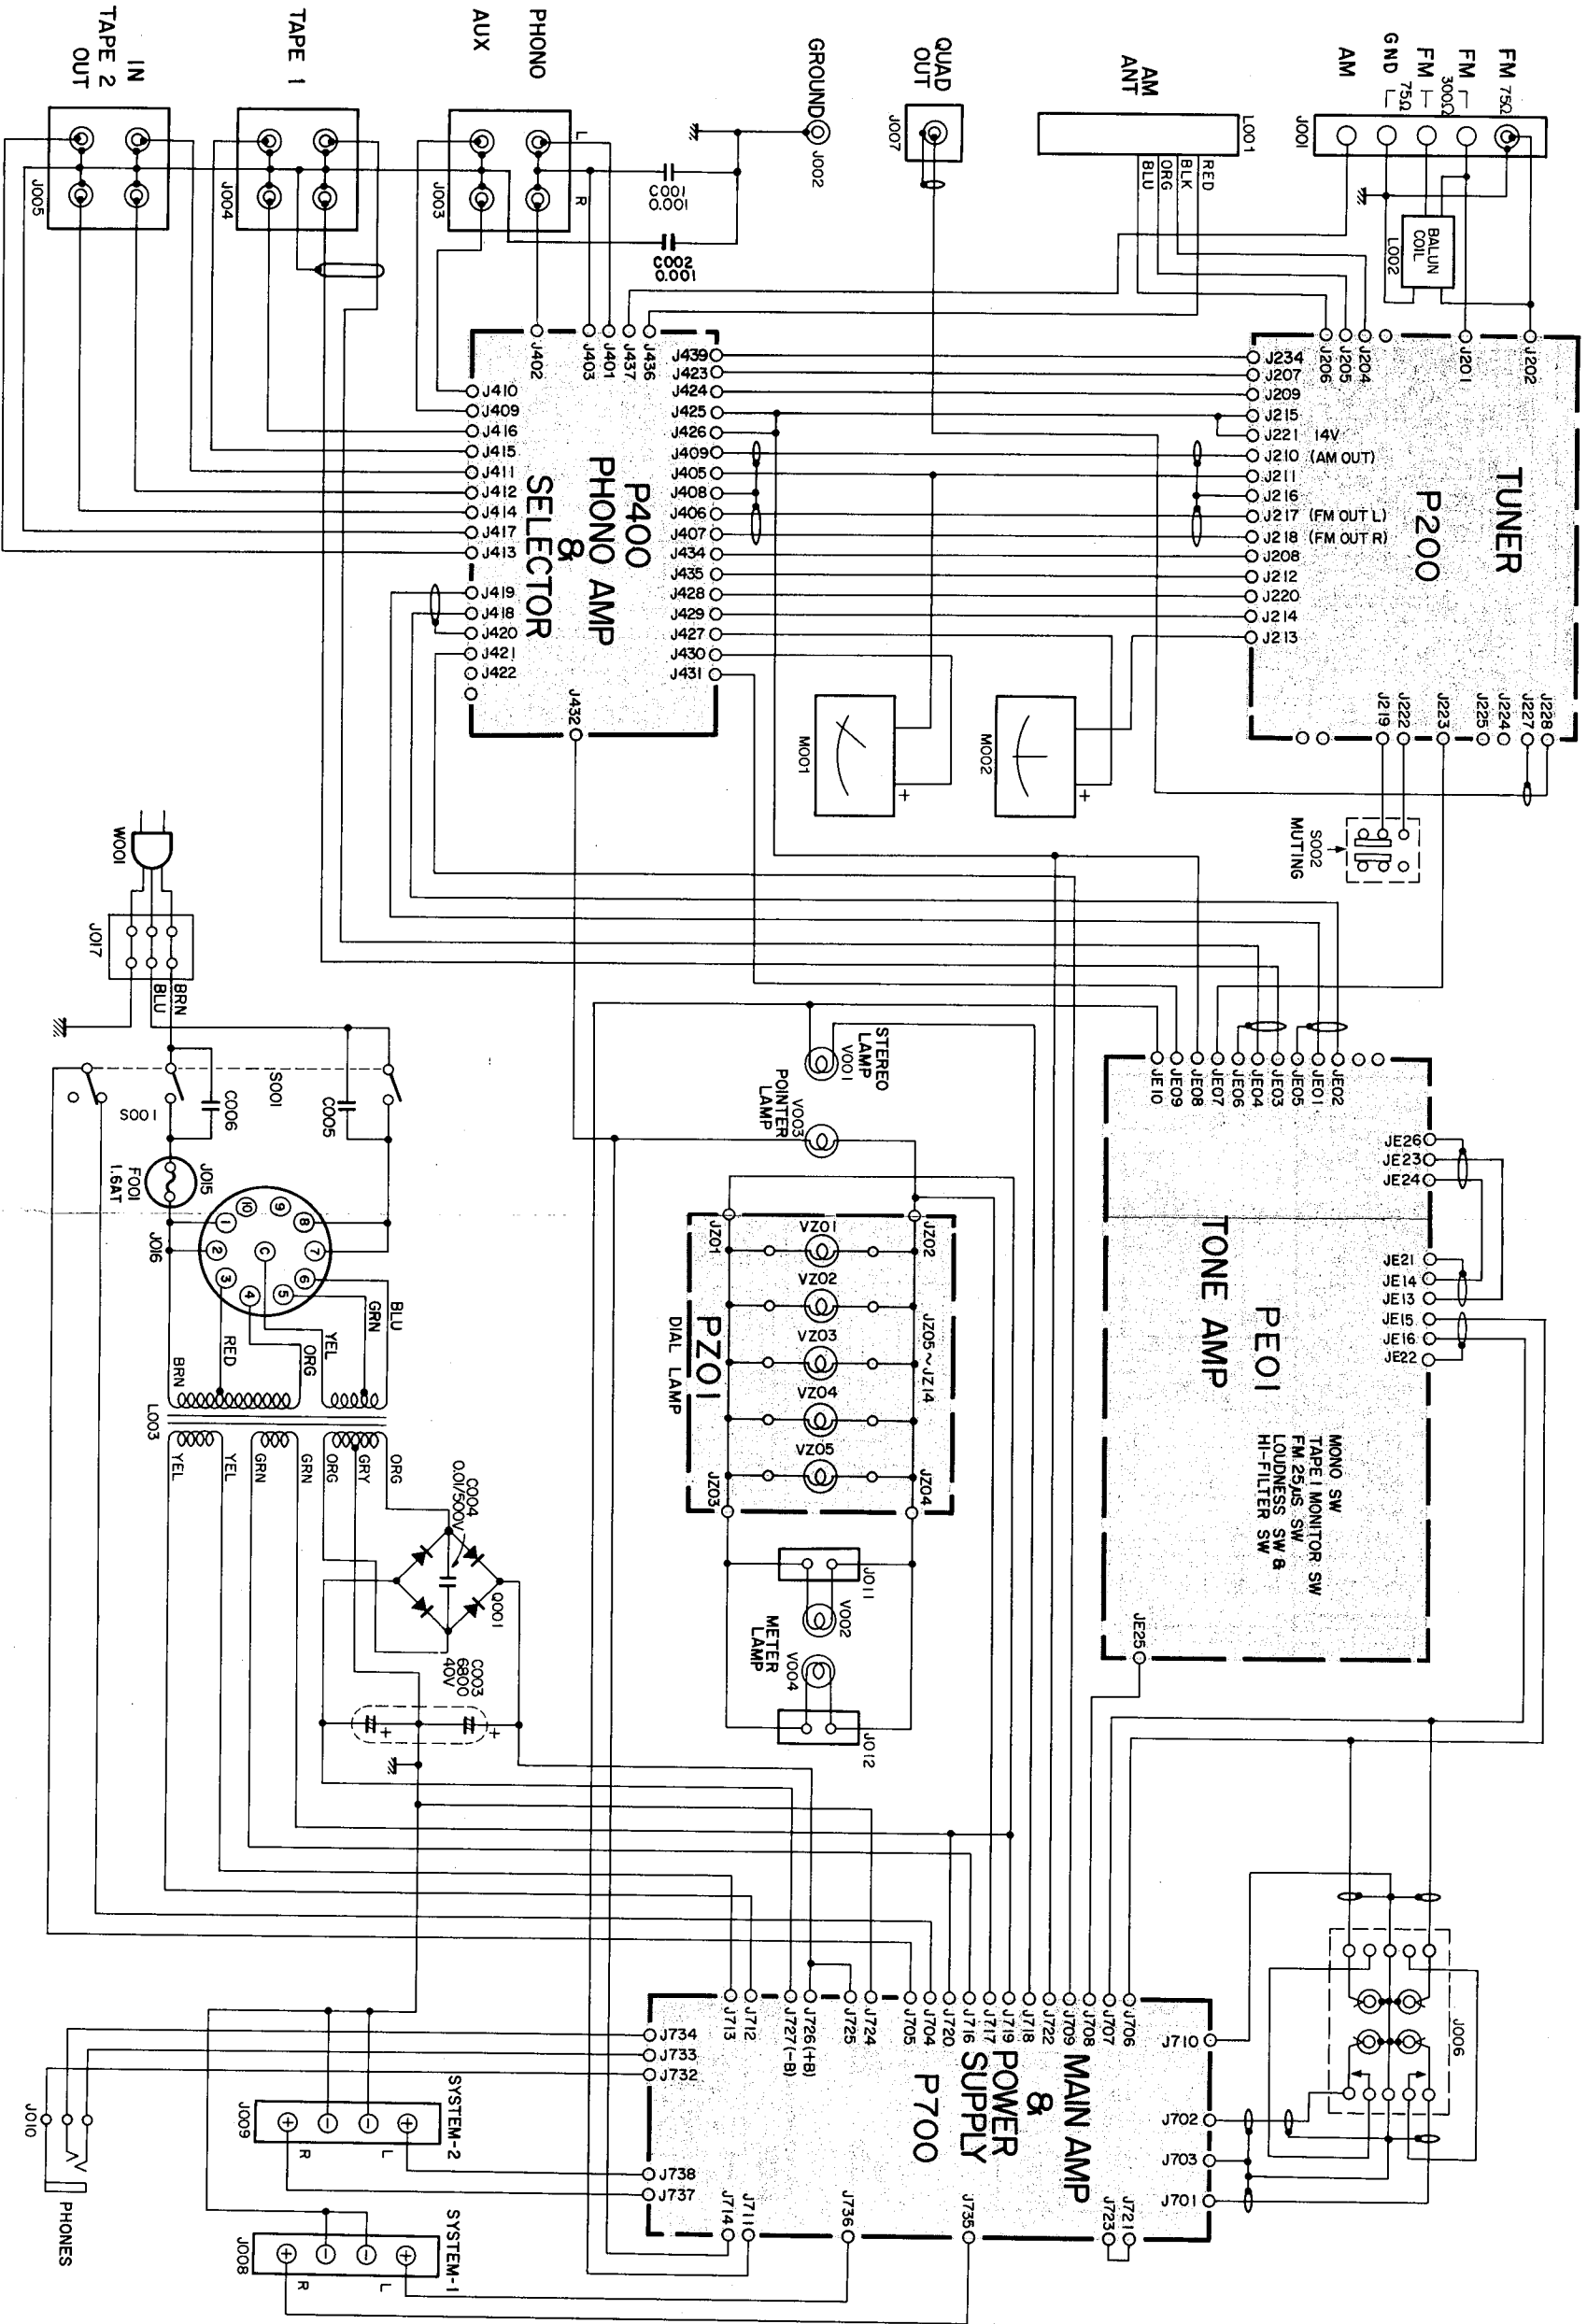 FM 75Ω
FM
300Ω
FM
75Ω
GND
AM
J001
AM
ANT
L001
RED
BLK
ORG
BLU
BALUN
COIL
L002
QUAD
OUT
J007
GROUND
J002
C001
0.001
C002
0.001
PHONO
AUX
L
R
J003
TAPE 1
J004
IN
TAPE 2
OUT
J005
J202
J201
J204
J205
J206
J234
J207
J209
J215
J221 14V
J210 (AM OUT)
J211
J216
J217 (FM OUT L)
J218 (FM OUT R)
J208
J212
J220
J214
J213
TUNER
P200
J228
J227
J224
J225
J223
J222
J219
S002
MUTING
J436
J437
J401
J403
J402
J439
J423
J424
J425
J426
J409
J405
J408
J406
J407
J434
J435
J428
J429
J427
J430
J431
J410
J409
J416
J415
J411
J412
J414
J417
J413
J419
J418
J420
J421
J422
J432
P400
PHONO AMP
&
SELECTOR
M001
+
M002
+
JE02
JE01
JE05
JE03
JE04
JE06
JE07
JE08
JE09
JE10
JE26
JE23
JE24
JE21
JE14
JE13
JE15
JE16
JE22
JE25
TONE AMP
PE01
MONO SW
TAPE 1 MONITOR SW
FM 25µS SW
LOUDNESS SW &
HI-FILTER SW
STEREO
LAMP
V001
V003
POINTER
LAMP
JZ01
JZ02
VZ01
VZ02
VZ03
VZ04
VZ05
JZ05~JZ14
JZ03
JZ04
PZ01
DIAL LAMP
J011
V002
METER
LAMP
V004
J012
W001
J017
BRN
BLU
S001
S001
C005
C006
J015
F001
1.6AT
J016
1
2
3
4
5
6
7
8
9
10
C
BLU
GRN
YEL
ORG
RED
BRN
L003
ORG
GRY
ORG
GRN
GRN
YEL
YEL
C004
0.01/500V
Q001
C003
6800
40V
+
+
J706
J707
J708
J709
J722
J718
J719
J717
J716
J720
J704
J705
J724
J725
J726(+B)
J727(-B)
J712
J713
J710
J702
J703
J701
J721
J723
J735
J736
J711
J714
J734
J733
J732
J738
J737
MAIN AMP
&
POWER
SUPPLY
P700
J006
SYSTEM-2
L
R
J009
SYSTEM-1
L
R
J008
J010
PHONES